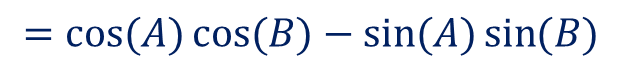 = cos(A) cos(B) − sin(A) sin(B)